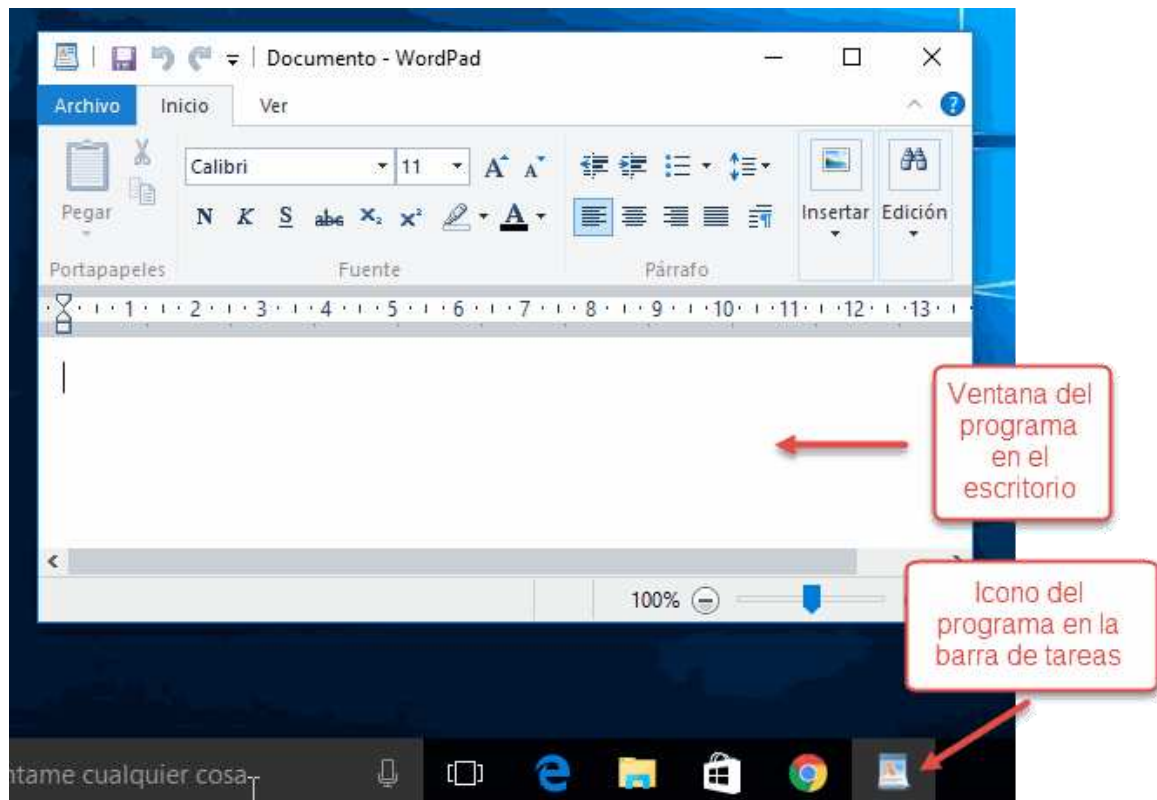 Documento - WordPad
Archivo Inicio Ver
Calibri 11
Pegar N K S abc X₂ X² A Insertar Edición
Portapapeles Fuente Párrafo
1 2 3 4 5 6 7 8 9 10 11 12 13
Ventana del
programa
en el
escritorio
100%
Icono del
programa en la
barra de tareas
cualquier cosa